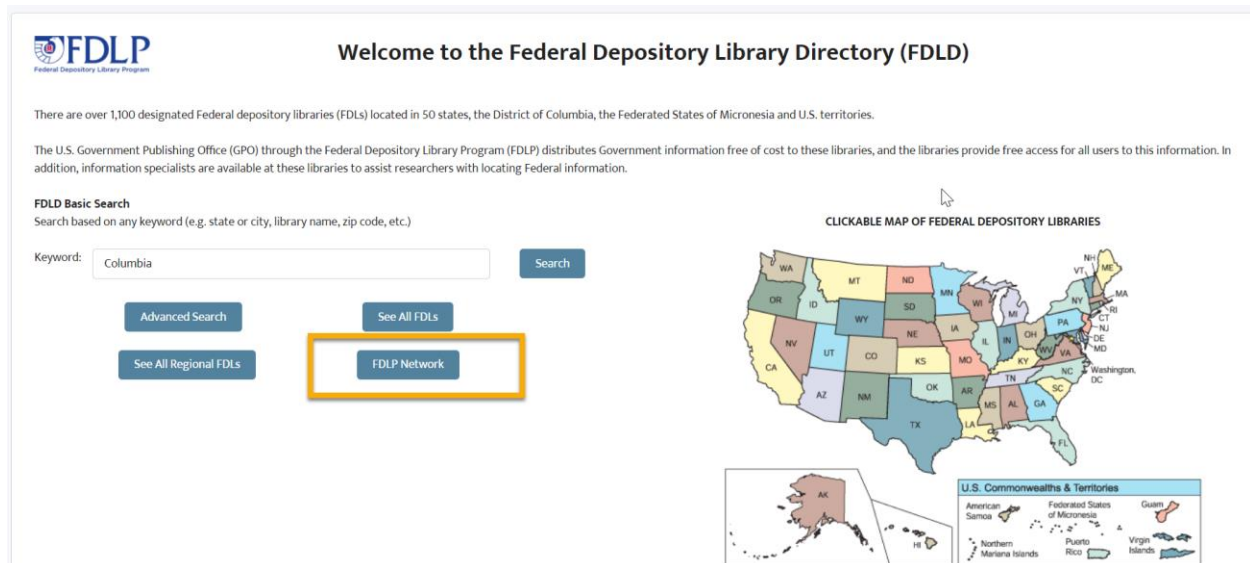 FDLP
Federal Depository Library Program
Welcome to the Federal Depository Library Directory (FDLD)
There are over 1,100 designated Federal depository libraries (FDLs) located in 50 states, the District of Columbia, the Federated States of Micronesia and U.S. territories.
The U.S. Government Publishing Office (GPO) through the Federal Depository Library Program (FDLP) distributes Government information free of cost to these libraries, and the libraries provide free access for all users to this information. In
addition, information specialists are available at these libraries to assist researchers with locating Federal information.
FDLD Basic Search
Search based on any keyword (e.g. state or city, library name, zip code, etc.)
Keyword: Columbia Search
Advanced Search See All FDLs
See All Regional FDLs FDLP Network
CLICKABLE MAP OF FEDERAL DEPOSITORY LIBRARIES
WA MT ND MN WI MI VT NH ME
OR ID WY SD IA NY MA
RI
CT
NV UT CO NE IL IN OH PA NJ
DE
MD
CA KS MO KY WV VA
Washington,
DC
AZ NM OK AR TN NC
TX LA MS AL GA SC
FL
AK
HI
U.S. Commonwealths & Territories
American
Samoa
Federated States
of Micronesia
Guam
Northern
Mariana Islands
Puerto
Rico
Virgin
Islands